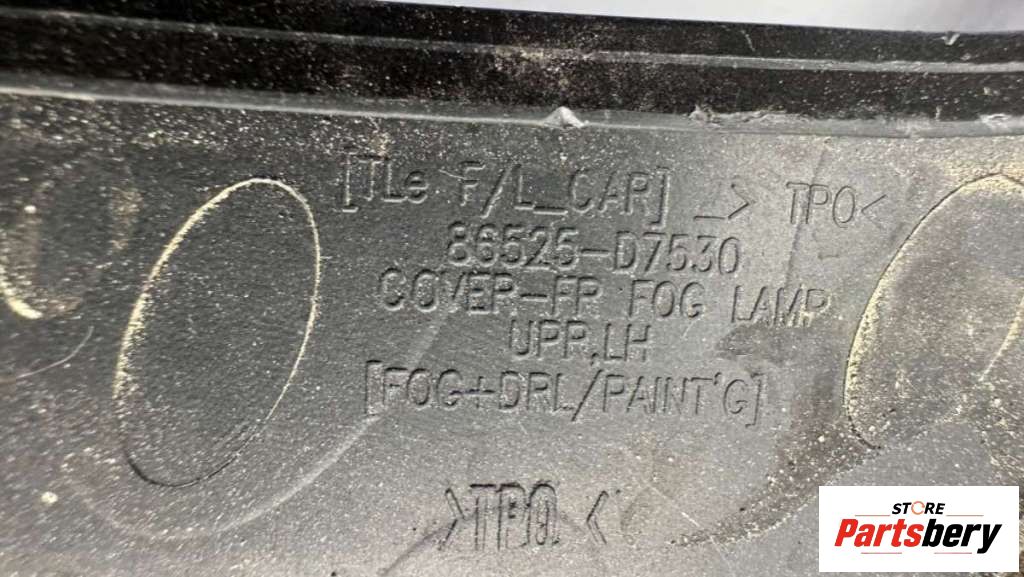 [TLe F/L_CAR] _> TPO<
86525-D7530
COVER-FR FOG LAMP
UPR,LH
[FOG+DRL/PAINT'G]
>TPO<
STORE
Partsbery